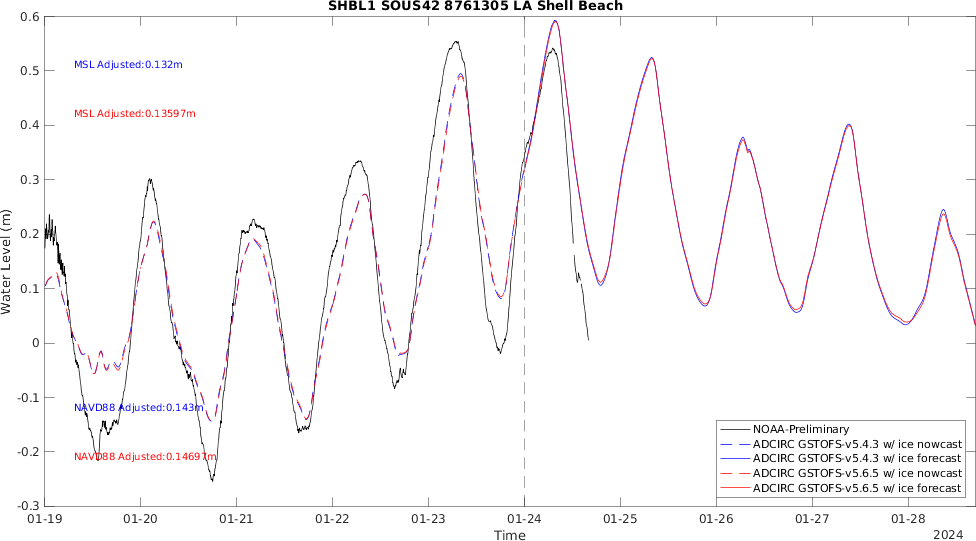 SHBL1 SOUS42 8761305 LA Shell Beach
0.6
0.5
0.4
0.3
0.2
0.1
0
-0.1
-0.2
-0.3
Water Level (m)
MSL Adjusted:0.132m
MSL Adjusted:0.13597m
NAVD88 Adjusted:0.143m
NAVD88 Adjusted:0.14697m
NOAA-Preliminary
ADCIRC GSTOFS-v5.4.3 w/ ice nowcast
ADCIRC GSTOFS-v5.4.3 w/ ice forecast
ADCIRC GSTOFS-v5.6.5 w/ ice nowcast
ADCIRC GSTOFS-v5.6.5 w/ ice forecast
01-19 01-20 01-21 01-22 01-23 01-24 01-25 01-26 01-27 01-28
Time
2024